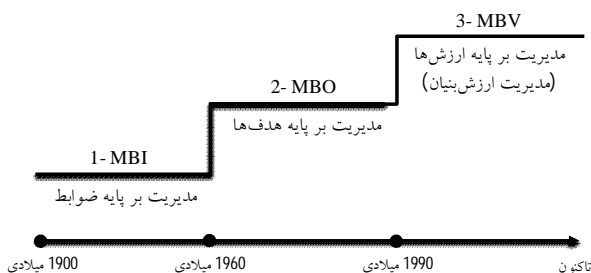 3- MBV
مدیریت بر پایه ارزش‌ها
(مدیریت ارزش‌بنیان)
2- MBO
مدیریت بر پایه هدف‌ها
1- MBI
مدیریت بر پایه ضوابط
1900 میلادی
1960 میلادی
1990 میلادی
تاکنون